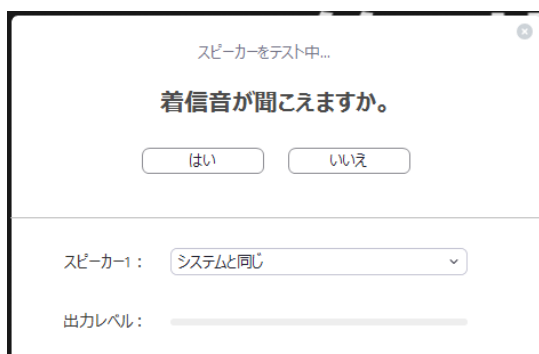 スピーカーをテスト中...
着信音が聞こえますか。
はい いいえ
スピーカー1： システムと同じ
出力レベル：